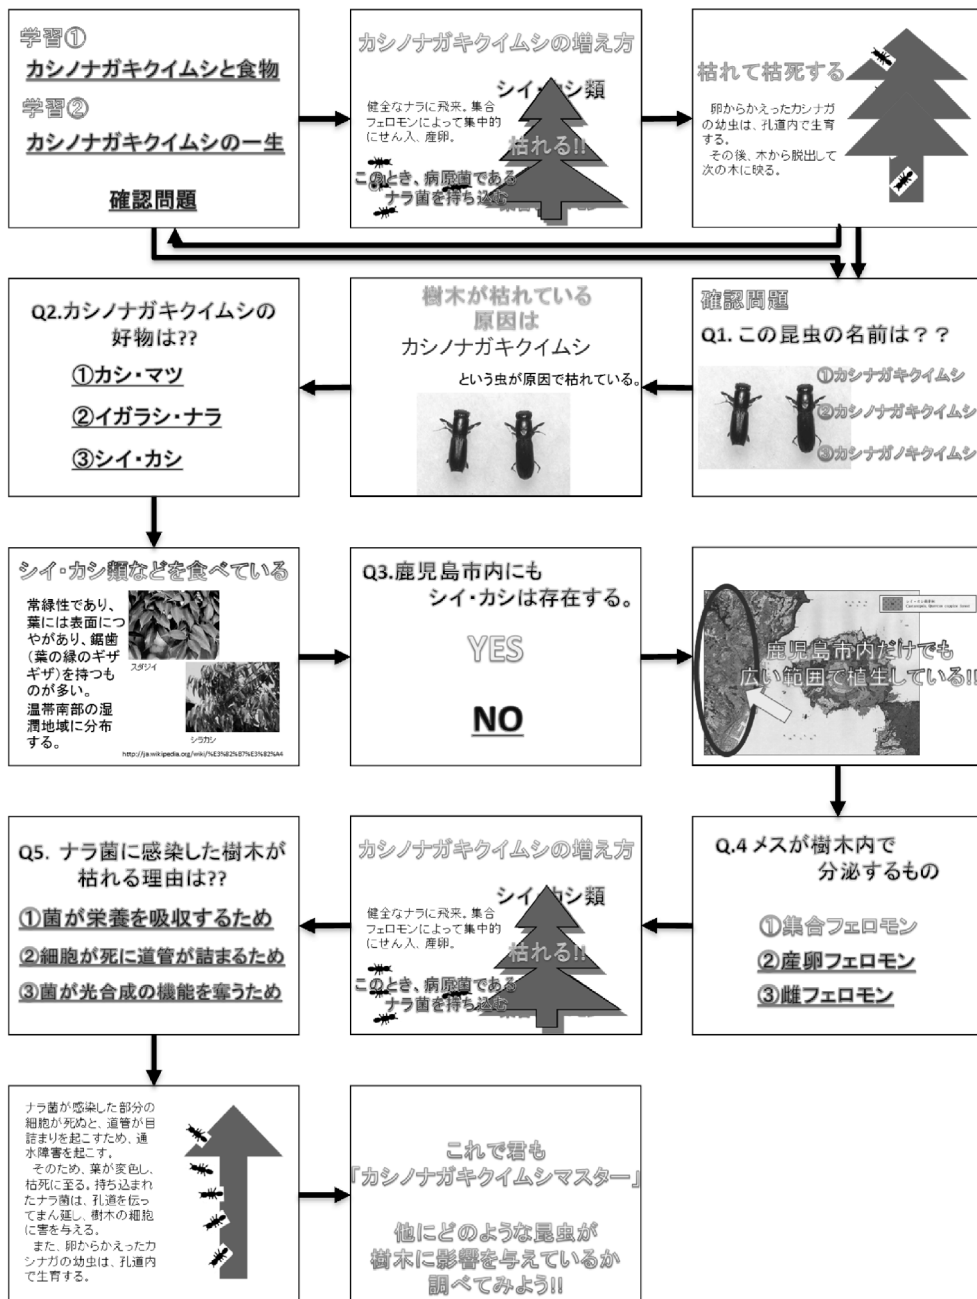 学習①
カシノナガキクイムシと食物
学習②
カシノナガキクイムシの一生
確認問題
カシノナガキクイムシの増え方
シイ・カシ類
健全なナラに飛来。集合
フェロモンによって集中的
にせん入、産卵。
枯れる!!
このとき、病原菌である
ナラ菌を持ち込む
枯れて枯死する
卵からかえったカシナガ
の幼虫は、孔道内で生育
する。
その後、木から脱出して
次の木に映る。
確認問題
Q1.この昆虫の名前は？？
①カシナガキクイムシ
②カシノナガキクイムシ
③カシナガノキクイムシ
樹木が枯れている
原因は
カシノナガキクイムシ
という虫が原因で枯れている。
Q2.カシノナガキクイムシの
好物は??
①カシ・マツ
②イガラシ・ナラ
③シイ・カシ
シイ・カシ類などを食べている
常緑性であり、
葉には表面につ
やがあり、鋸歯
（葉の縁のギザ
ギザ）を持つも
のが多い。
温帯南部の湿
潤地域に分布
する。
スダジイ
シラカシ
http://ja.wikipedia.org/wiki/%E3%82%B7%E3%82%A4
Q3.鹿児島市内にも
シイ・カシは存在する。
YES
NO
鹿児島市内だけでも
広い範囲で植生している!!
Q.4 メスが樹木内で
分泌するもの
①集合フェロモン
②産卵フェロモン
③雌フェロモン
カシノナガキクイムシの増え方
シイ・カシ類
健全なナラに飛来。集合
フェロモンによって集中的
にせん入、産卵。
枯れる!!
このとき、病原菌である
ナラ菌を持ち込む
Q5. ナラ菌に感染した樹木が
枯れる理由は??
①菌が栄養を吸収するため
②細胞が死に道管が詰まるため
③菌が光合成の機能を奪うため
ナラ菌が感染した部分の
細胞が死ぬと、道管が目
詰まりを起こすため、通
水障害を起こす。
そのため、葉が変色し、
枯死に至る。持ち込まれ
たナラ菌は、孔道を伝っ
てまん延し、樹木の細胞
に害を与える。
また、卵からかえったカ
シナガの幼虫は、孔道内
で生育する。
これで君も
「カシノナガキクイムシマスター」
他にどのような昆虫が
樹木に影響を与えているか
調べてみよう!!